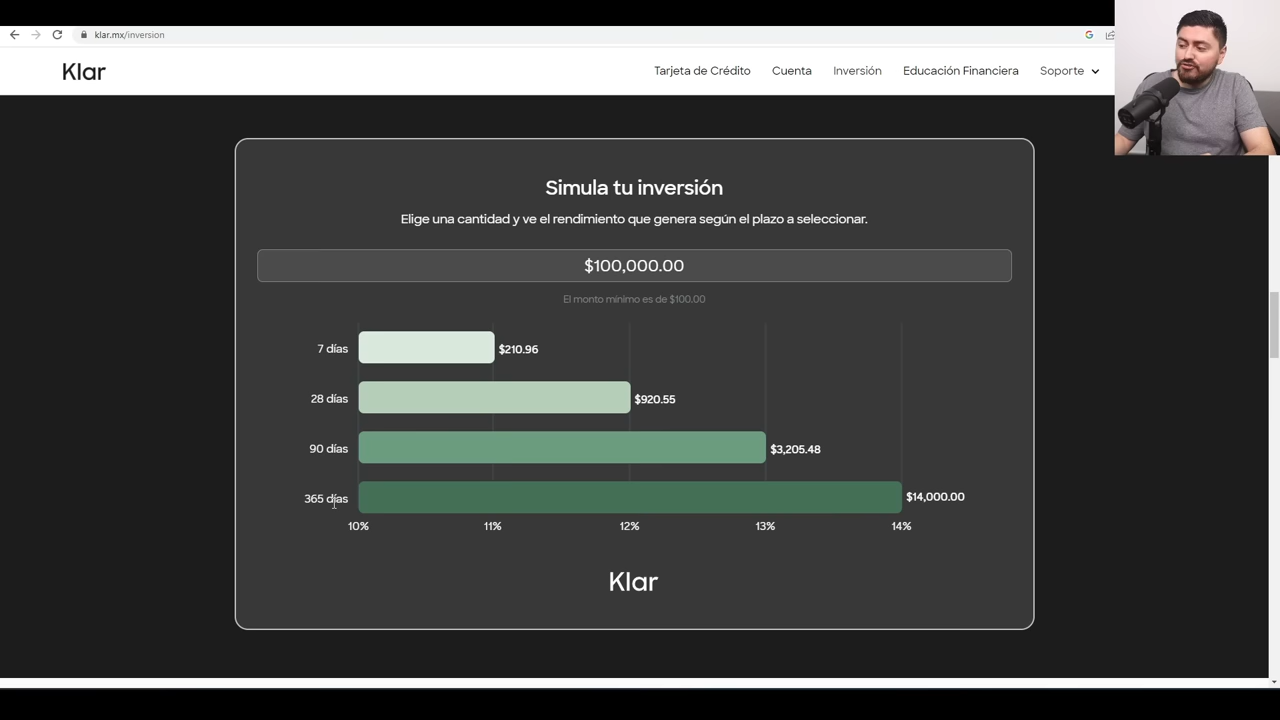 klar.mx/inversion
Klar
Tarjeta de Crédito Cuenta Inversión Educación Financiera Soporte
Simula tu inversión
Elige una cantidad y ve el rendimiento que genera según el plazo a seleccionar.
$100,000.00
El monto mínimo es de $100.00
7 días $210.96
28 días $920.55
90 días $3,205.48
365 días $14,000.00
10% 11% 12% 13% 14%
Klar